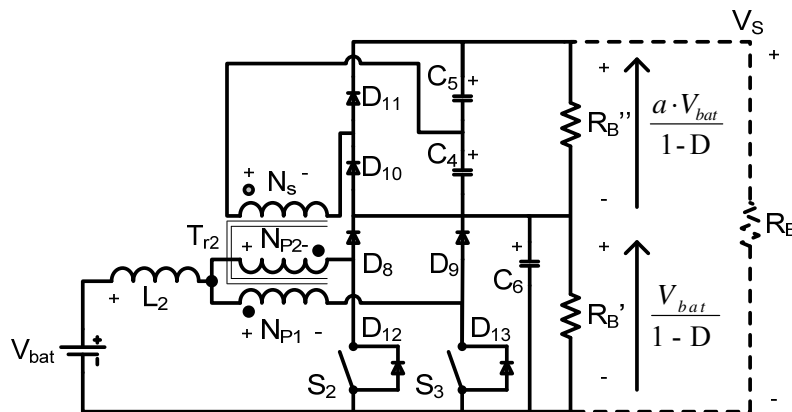 V_S
+
C_5 +
D_11
+
R_B''
a · V_bat
1 - D
C_4 +
+ N_s -
D_10
-
R_B
T_r2
+ N_P2 -
D_8
D_9
+
C_6
+
+ L_2
R_B'
V_bat
1 - D
+ N_P1 -
D_12
D_13
V_bat
+
-
S_2
S_3
-
-